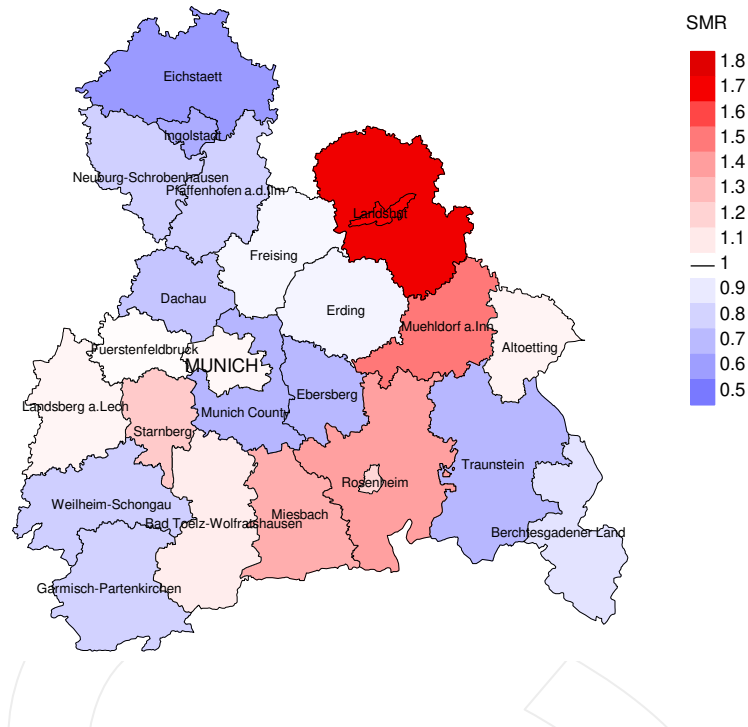 SMR
1.8
1.7
1.6
1.5
1.4
1.3
1.2
1.1
1
0.9
0.8
0.7
0.6
0.5
Eichstaett
Ingolstadt
Neuburg-Schrobenhausen
Pfaffenhofen a.d.Ilm
Landshut
Freising
Dachau
Erding
Muehldorf a.Inn
Altoetting
Fuerstenfeldbruck
MUNICH
Ebersberg
Landsberg a.Lech
Munich County
Starnberg
Traunstein
Rosenheim
Weilheim-Schongau
Miesbach
Bad Toelz-Wolfratshausen
Berchtesgadener Land
Garmisch-Partenkirchen